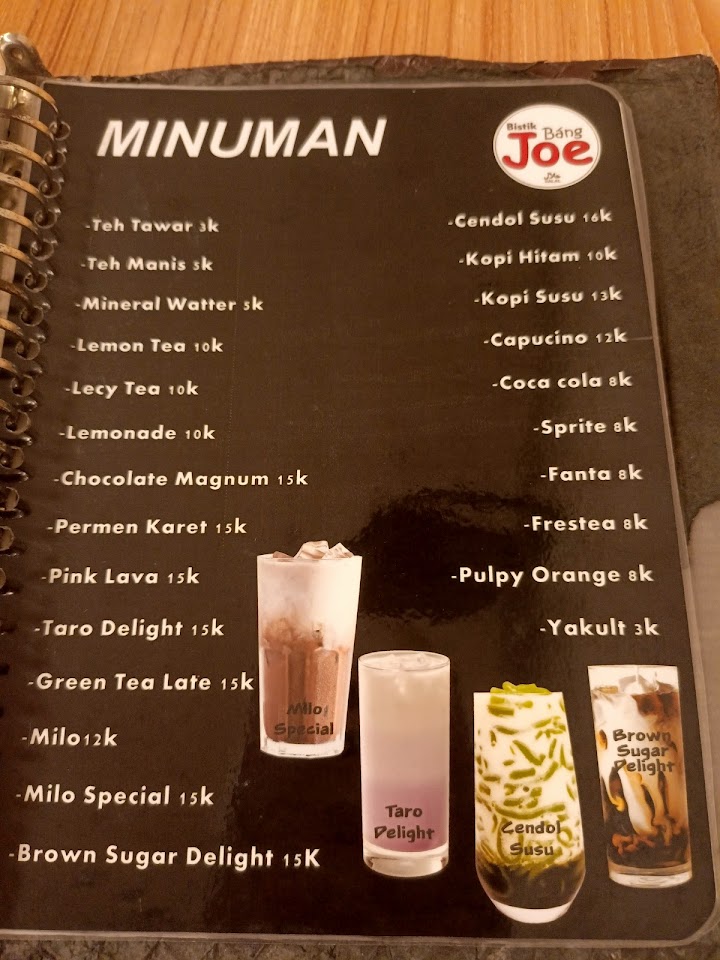 MINUMAN
Bistik
Bang
Joe
-Teh Tawar 3k
-Teh Manis 5k
-Mineral Watter 5k
-Lemon Tea 10k
-Lecy Tea 10k
-Lemonade 10k
-Chocolate Magnum 15k
-Permen Karet 15k
-Pink Lava 15k
-Taro Delight 15k
-Green Tea Late 15k
-Milo 12k
-Milo Special 15k
-Brown Sugar Delight 15K
-Cendol Susu 16k
-Kopi Hitam 10k
-Kopi Susu 13k
-Capucino 12k
-Coca cola 8k
-Sprite 8k
-Fanta 8k
-Frestea 8k
-Pulpy Orange 8k
-Yakult 3k
Milo
Special
Taro
Delight
Cendol
Susu
Brown
Sugar
Delight